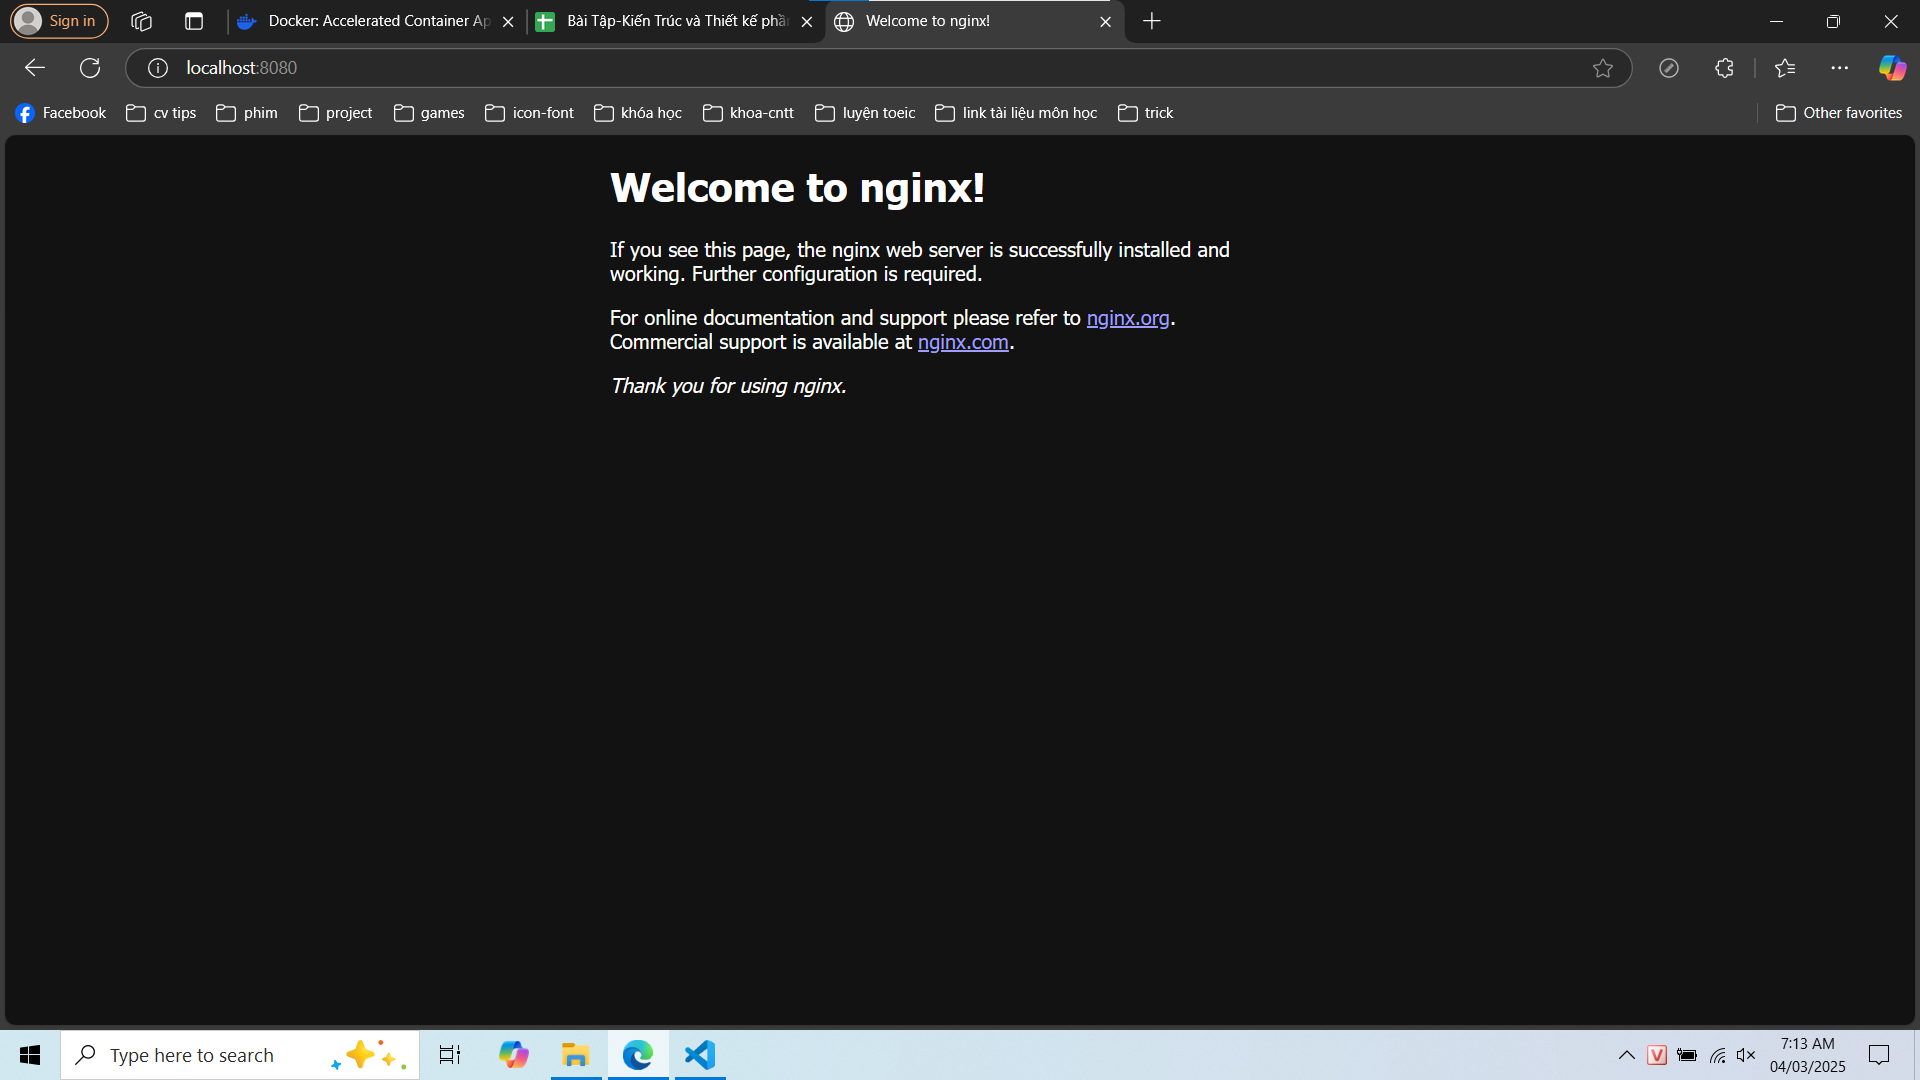 Sign in
Docker: Accelerated Container Ap
Bài Tập-Kiến Trúc và Thiết kế phần
Welcome to nginx!
localhost:8080
Facebook
cv tips
phim
project
games
icon-font
khóa học
khoa-cntt
luyện toeic
link tài liệu môn học
trick
Other favorites
Welcome to nginx!
If you see this page, the nginx web server is successfully installed and
working. Further configuration is required.
For online documentation and support please refer to nginx.org.
Commercial support is available at nginx.com.
Thank you for using nginx.
Type here to search
V
7:13 AM
04/03/2025